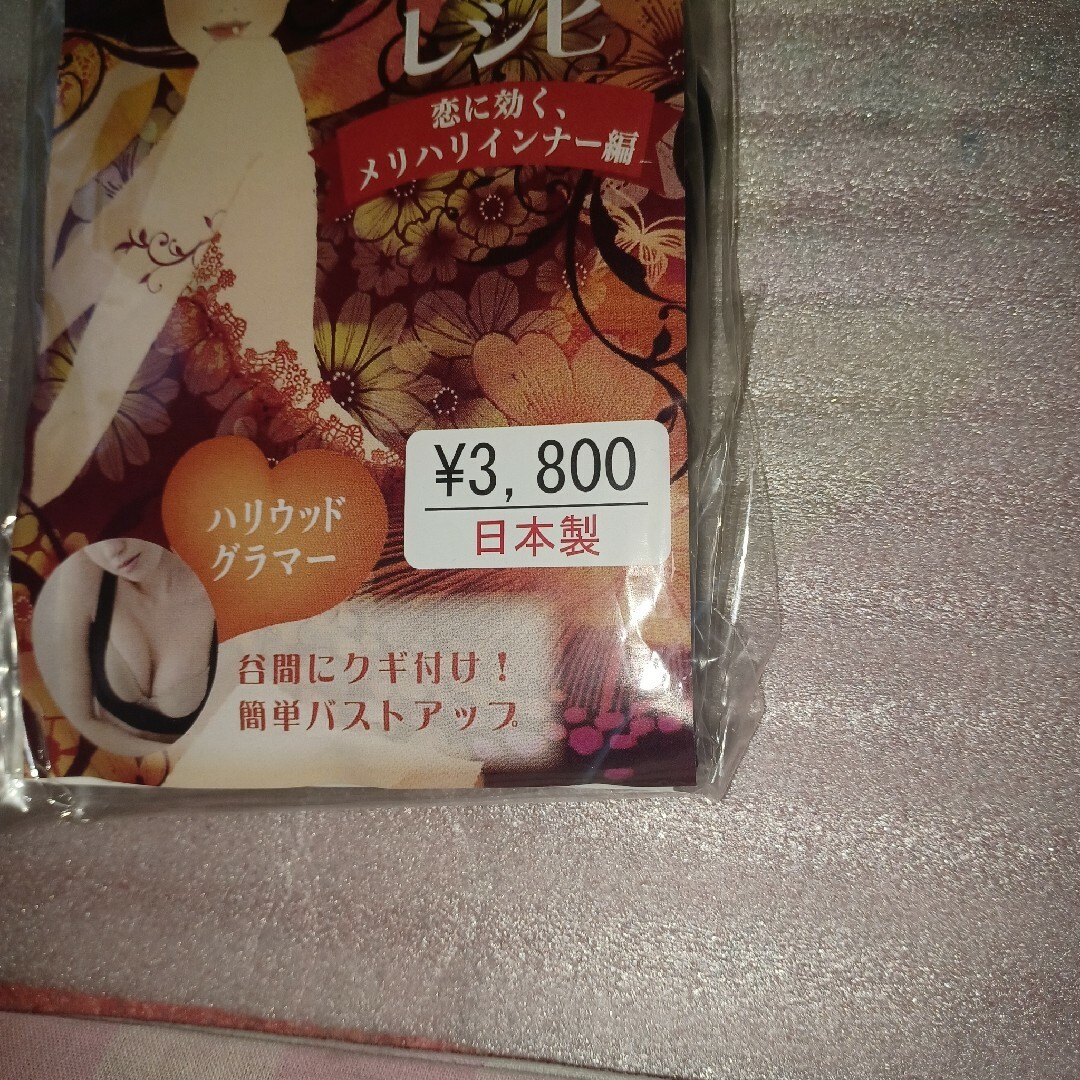 レシピ
恋に効く、
メリハリインナー編
¥3,800
日本製
ハリウッド
グラマー
谷間にクギ付け!
簡単バストアップ